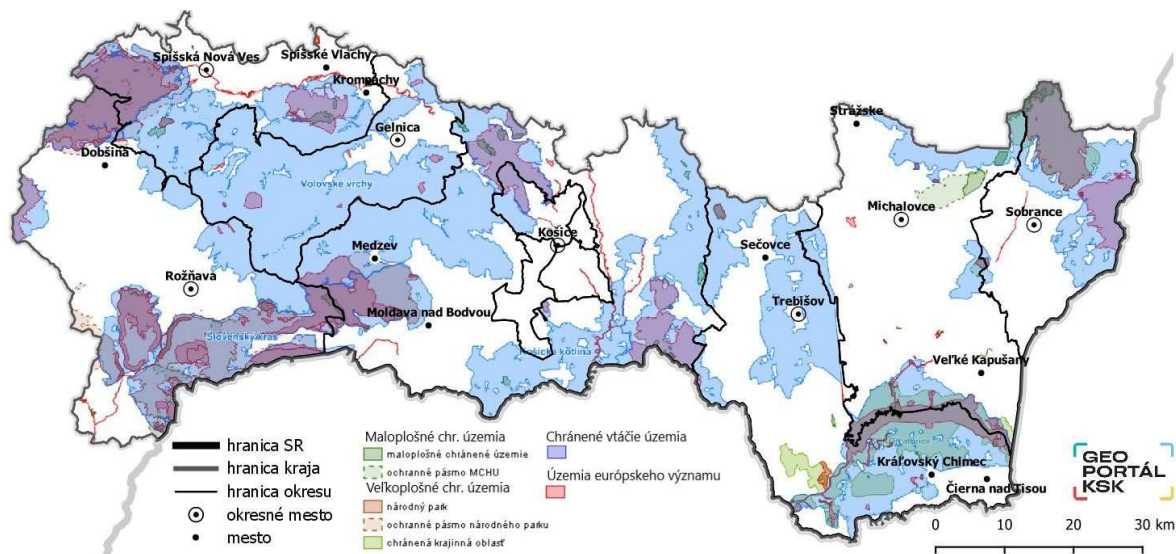 Spišská Nová Ves
Spišské Vlachy
Krompachy
Gelnica
Dobšiná
Volovské vrchy
Strážske
Michalovce
Sobrance
Košice
Medzev
Sečovce
Rožňava
Trebišov
Moldava nad Bodvou
Slovenský kras
Košická kotlina
Veľké Kapušany
Kráľovský Chlmec
Čierna nad Tisou
hranica SR
hranica kraja
hranica okresu
okresné mesto
mesto
Maloplošné chr. územia
maloplošné chránené územie
ochranné pásmo MCHU
Veľkoplošné chr. územia
národný park
ochranné pásmo národného parku
chránená krajinná oblasť
Chránené vtáčie územia
Územia európskeho významu
GEO
PORTÁL
KSK
0 10 20 30 km